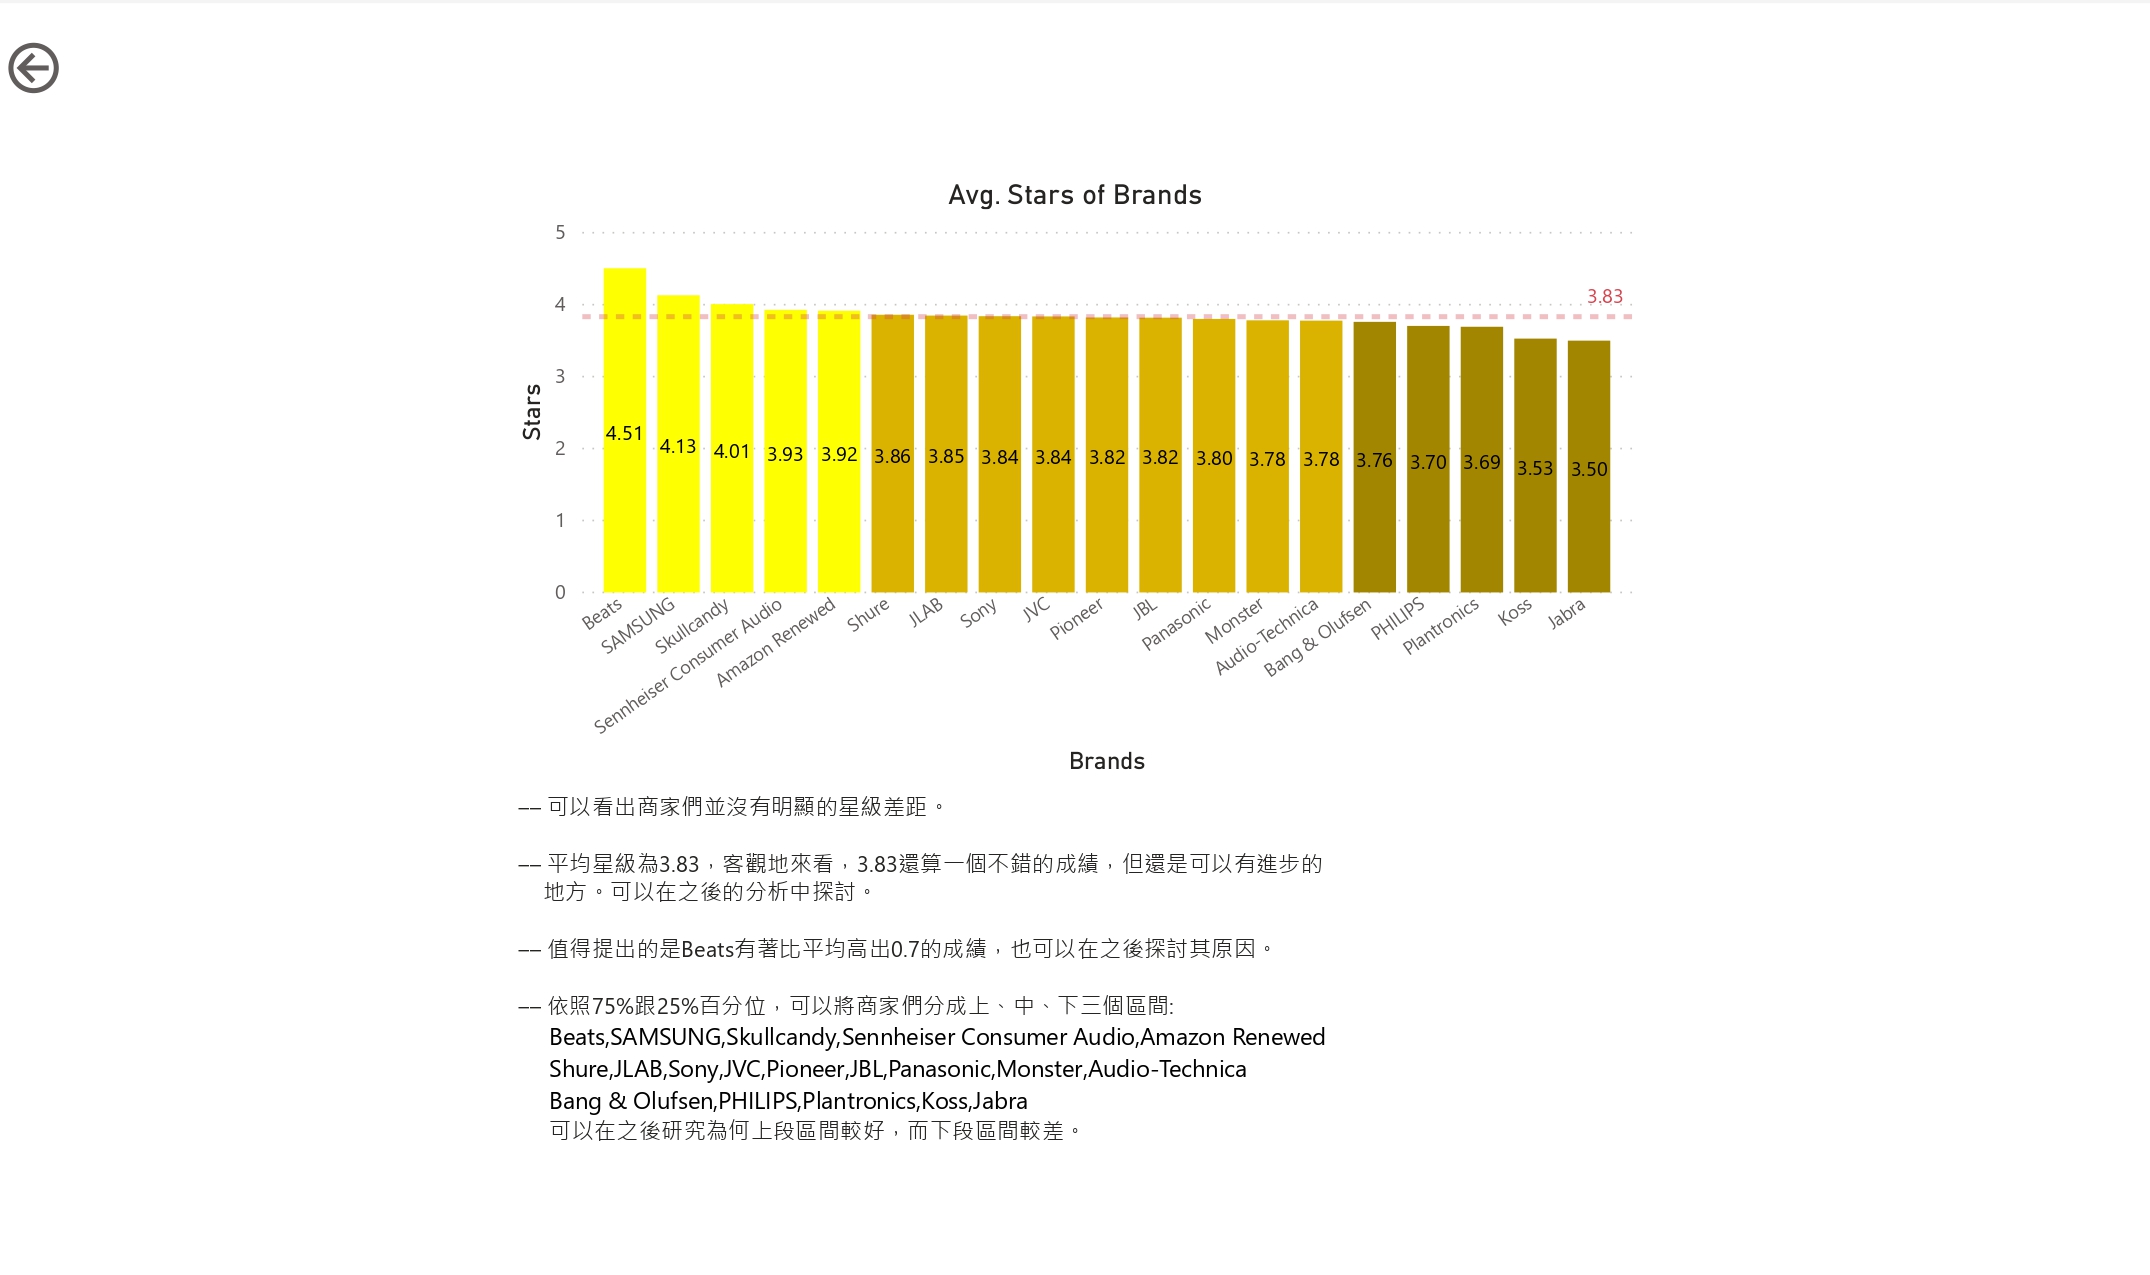 Avg. Stars of Brands
5
4
3
2
1
0
Stars
3.83
4.51
4.13
4.01
3.93
3.92
3.86
3.85
3.84
3.84
3.82
3.82
3.80
3.78
3.78
3.76
3.70
3.69
3.53
3.50
Beats
SAMSUNG
Skullcandy
Sennheiser Consumer Audio
Amazon Renewed
Shure
JLAB
Sony
JVC
Pioneer
JBL
Panasonic
Monster
Audio-Technica
Bang & Olufsen
PHILIPS
Plantronics
Koss
Jabra
Brands
── 可以看出商家們並沒有明顯的星級差距。
── 平均星級為3.83，客觀地來看，3.83還算一個不錯的成績，但還是可以有進步的
地方。可以在之後的分析中探討。
── 值得提出的是Beats有著比平均高出0.7的成績，也可以在之後探討其原因。
── 依照75%跟25%百分位，可以將商家們分成上、中、下三個區間:
Beats,SAMSUNG,Skullcandy,Sennheiser Consumer Audio,Amazon Renewed
Shure,JLAB,Sony,JVC,Pioneer,JBL,Panasonic,Monster,Audio-Technica
Bang & Olufsen,PHILIPS,Plantronics,Koss,Jabra
可以在之後研究為何上段區間較好，而下段區間較差。